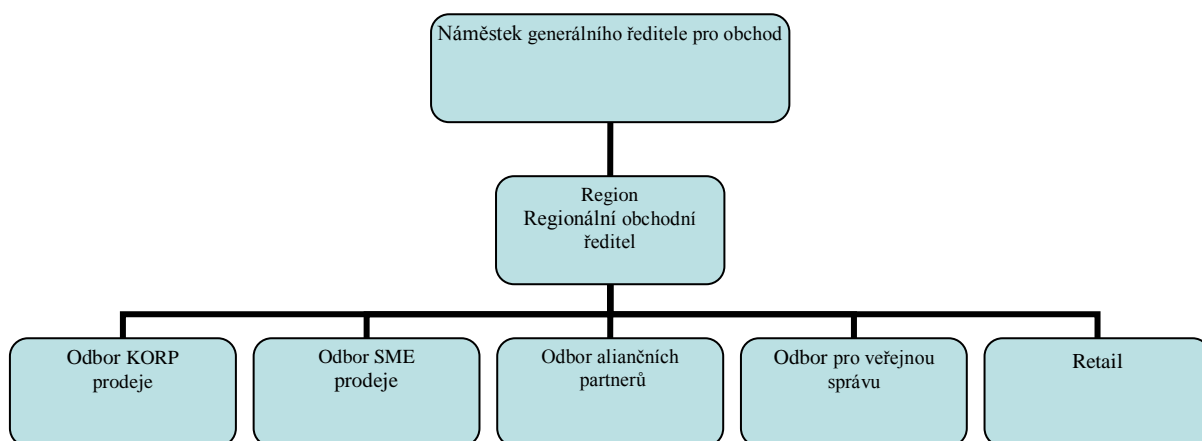 Náměstek generálního ředitele pro obchod
Region
Regionální obchodní
ředitel
Odbor KORP
prodeje
Odbor SME
prodeje
Odbor aliančních
partnerů
Odbor pro veřejnou
správu
Retail